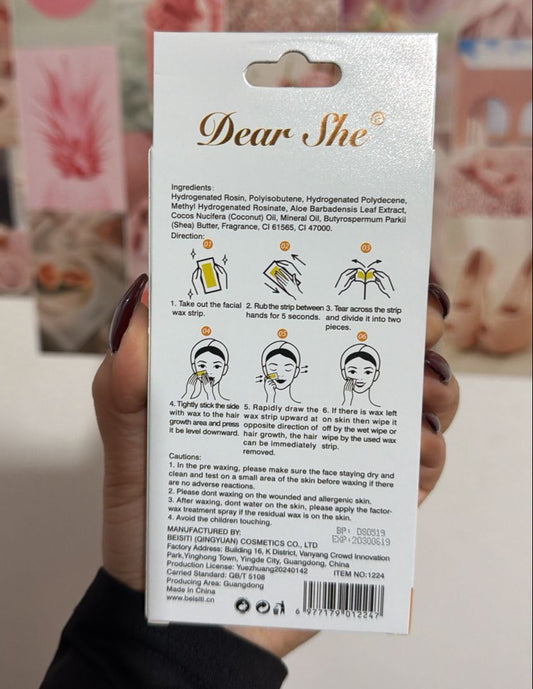 Dear She®
Ingredients:
Hydrogenated Rosin, Polyisobutene, Hydrogenated Polydecene,
Methyl Hydrogenated Rosinate, Aloe Barbadensis Leaf Extract,
Cocos Nucifera (Coconut) Oil, Mineral Oil, Butyrospermum Parkii
(Shea) Butter, Fragrance, CI 61565, CI 47000.
Direction:
01
02
03
1. Take out the facial
wax strip.
2. Rub the strip between
hands for 5 seconds.
3. Tear across the strip
and divide it into two
pieces.
04
05
06
4. Tightly stick the side
with wax to the hair
growth area and press
it be level downward.
5. Rapidly draw the
wax strip upward at
opposite direction of
hair growth, the hair
can be immediately
removed.
6. If there is wax left
on skin then wipe it
off by the wet wipe or
wipe by the used wax
strip.
Cautions:
1. In the pre waxing, please make sure the face staying dry and
clean and test on a small area of the skin before waxing if there
are no adverse reactions.
2. Please dont waxing on the wounded and allergenic skin.
3. After waxing, dont water on the skin, please apply the factor-
wax treatment spray if the residual wax is on the skin.
4. Avoid the children touching.
BP: DS0519
EXP:20300619
MANUFACTURED BY:
BEISITI (QINGYUAN) COSMETICS CO., LTD
Factory Address: Building 16, K District, Vanyang Crowd Innovation
Park,Yinghong Town, Yingde City, Guangdong, China
Production License: Yuezhuang20240142
Carried Standard: QB/T 5108
ITEM NO:1224
Producing Area: Guangdong
Made in China
www.beisiti.cn
6 977179 012247